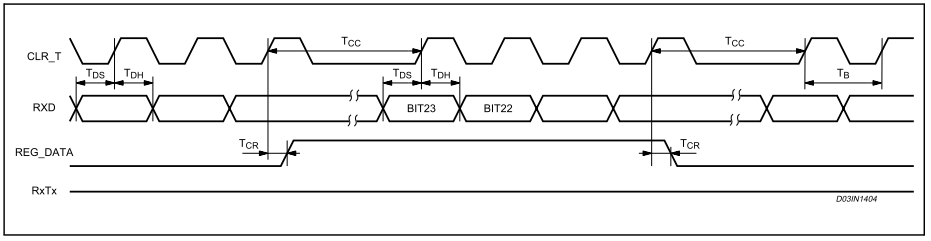 CLR_T
TCC
TCC
TDS
TDH
TDS
TDH
TB
RXD
BIT23
BIT22
TCR
TCR
REG_DATA
RxTx
D03IN1404